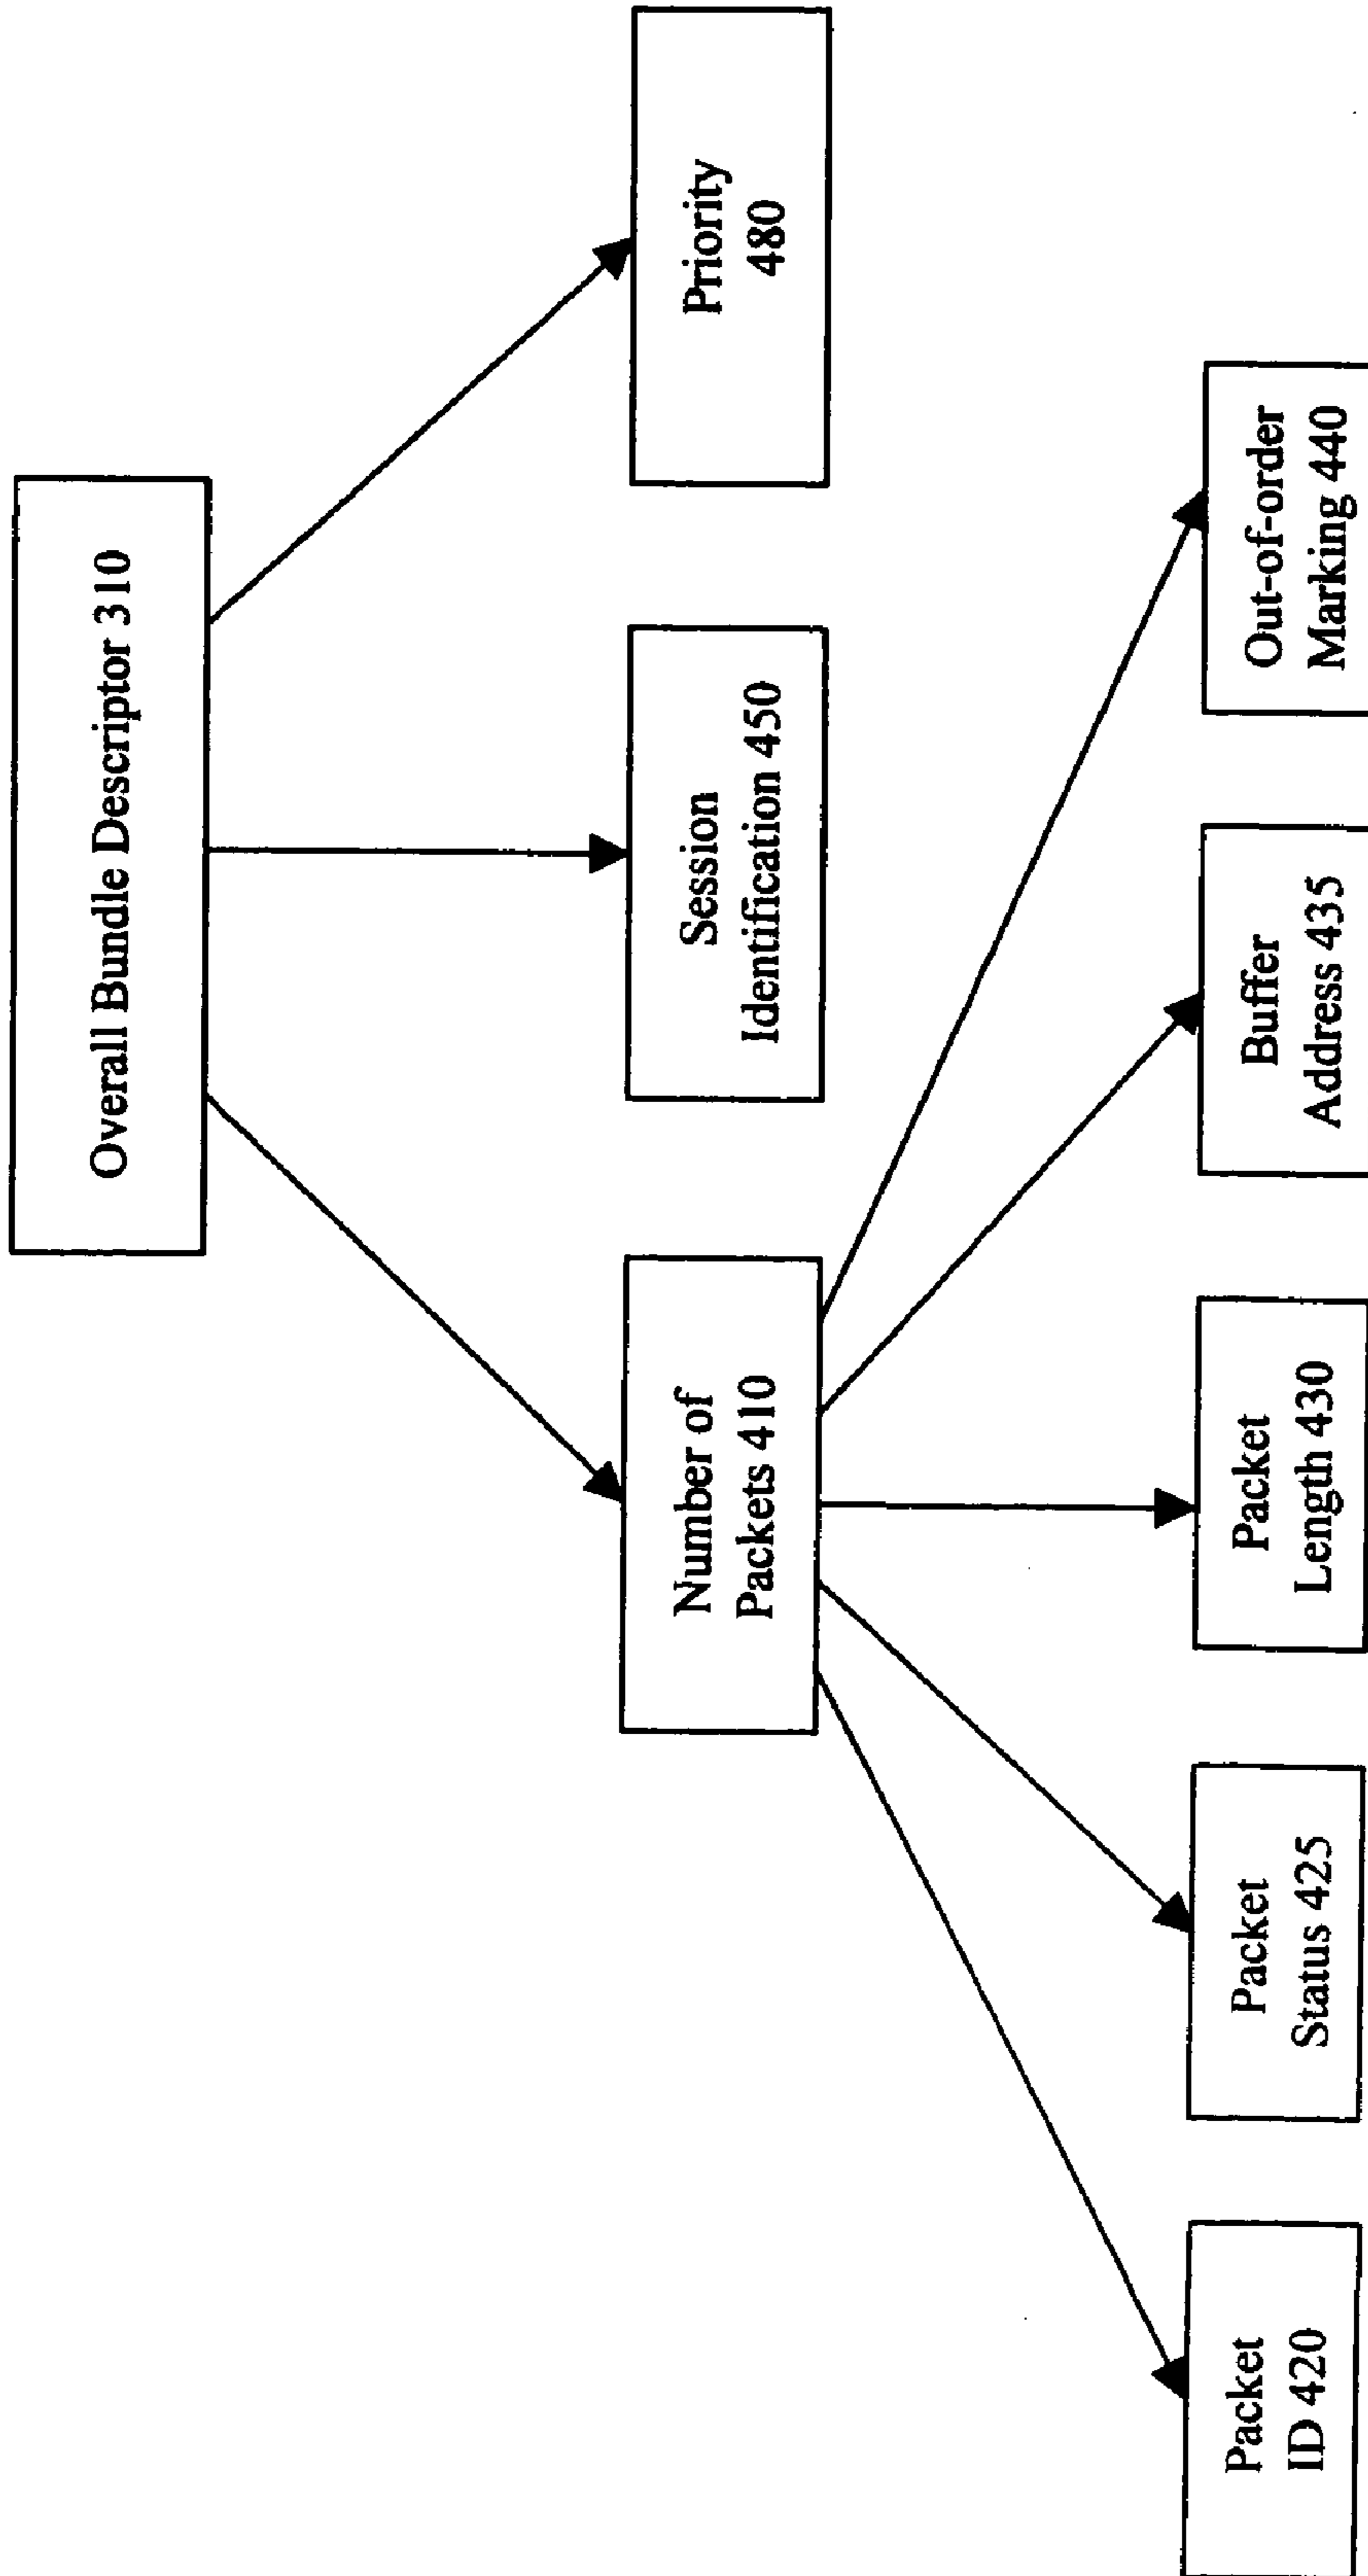 Overall Bundle Descriptor 310
Number of
Packets 410
Session
Identification 450
Priority
480
Packet
ID 420
Packet
Status 425
Packet
Length 430
Buffer
Address 435
Out-of-order
Marking 440